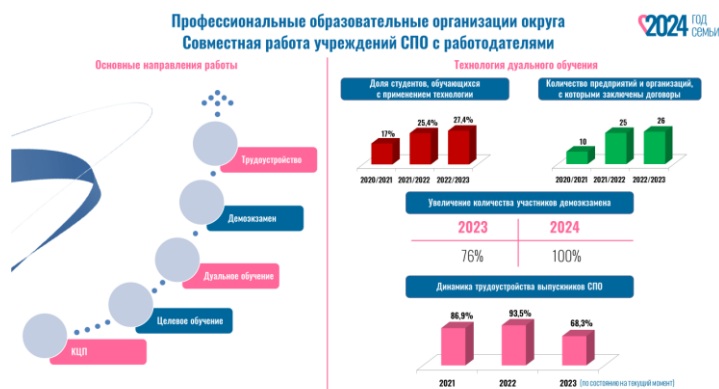 Профессиональные образовательные организации округа
Совместная работа учреждений СПО с работодателями
2024 ГОД
СЕМЬИ
Основные направления работы
Трудоустройство
Демоэкзамен
Дуальное обучение
Целевое обучение
КЦП
Технология дуального обучения
Доля студентов, обучающихся
с применением технологии
17%
25,4%
27,4%
2020/2021 2021/2022 2022/2023
Количество предприятий и организаций,
с которыми заключены договоры
10
25
26
2020/2021 2021/2022 2022/2023
Увеличение количества участников демоэкзамена
2023 2024
76% 100%
Динамика трудоустройства выпускников СПО
86,9%
93,5%
68,3%
2021 2022 2023 (по состоянию на текущий момент)